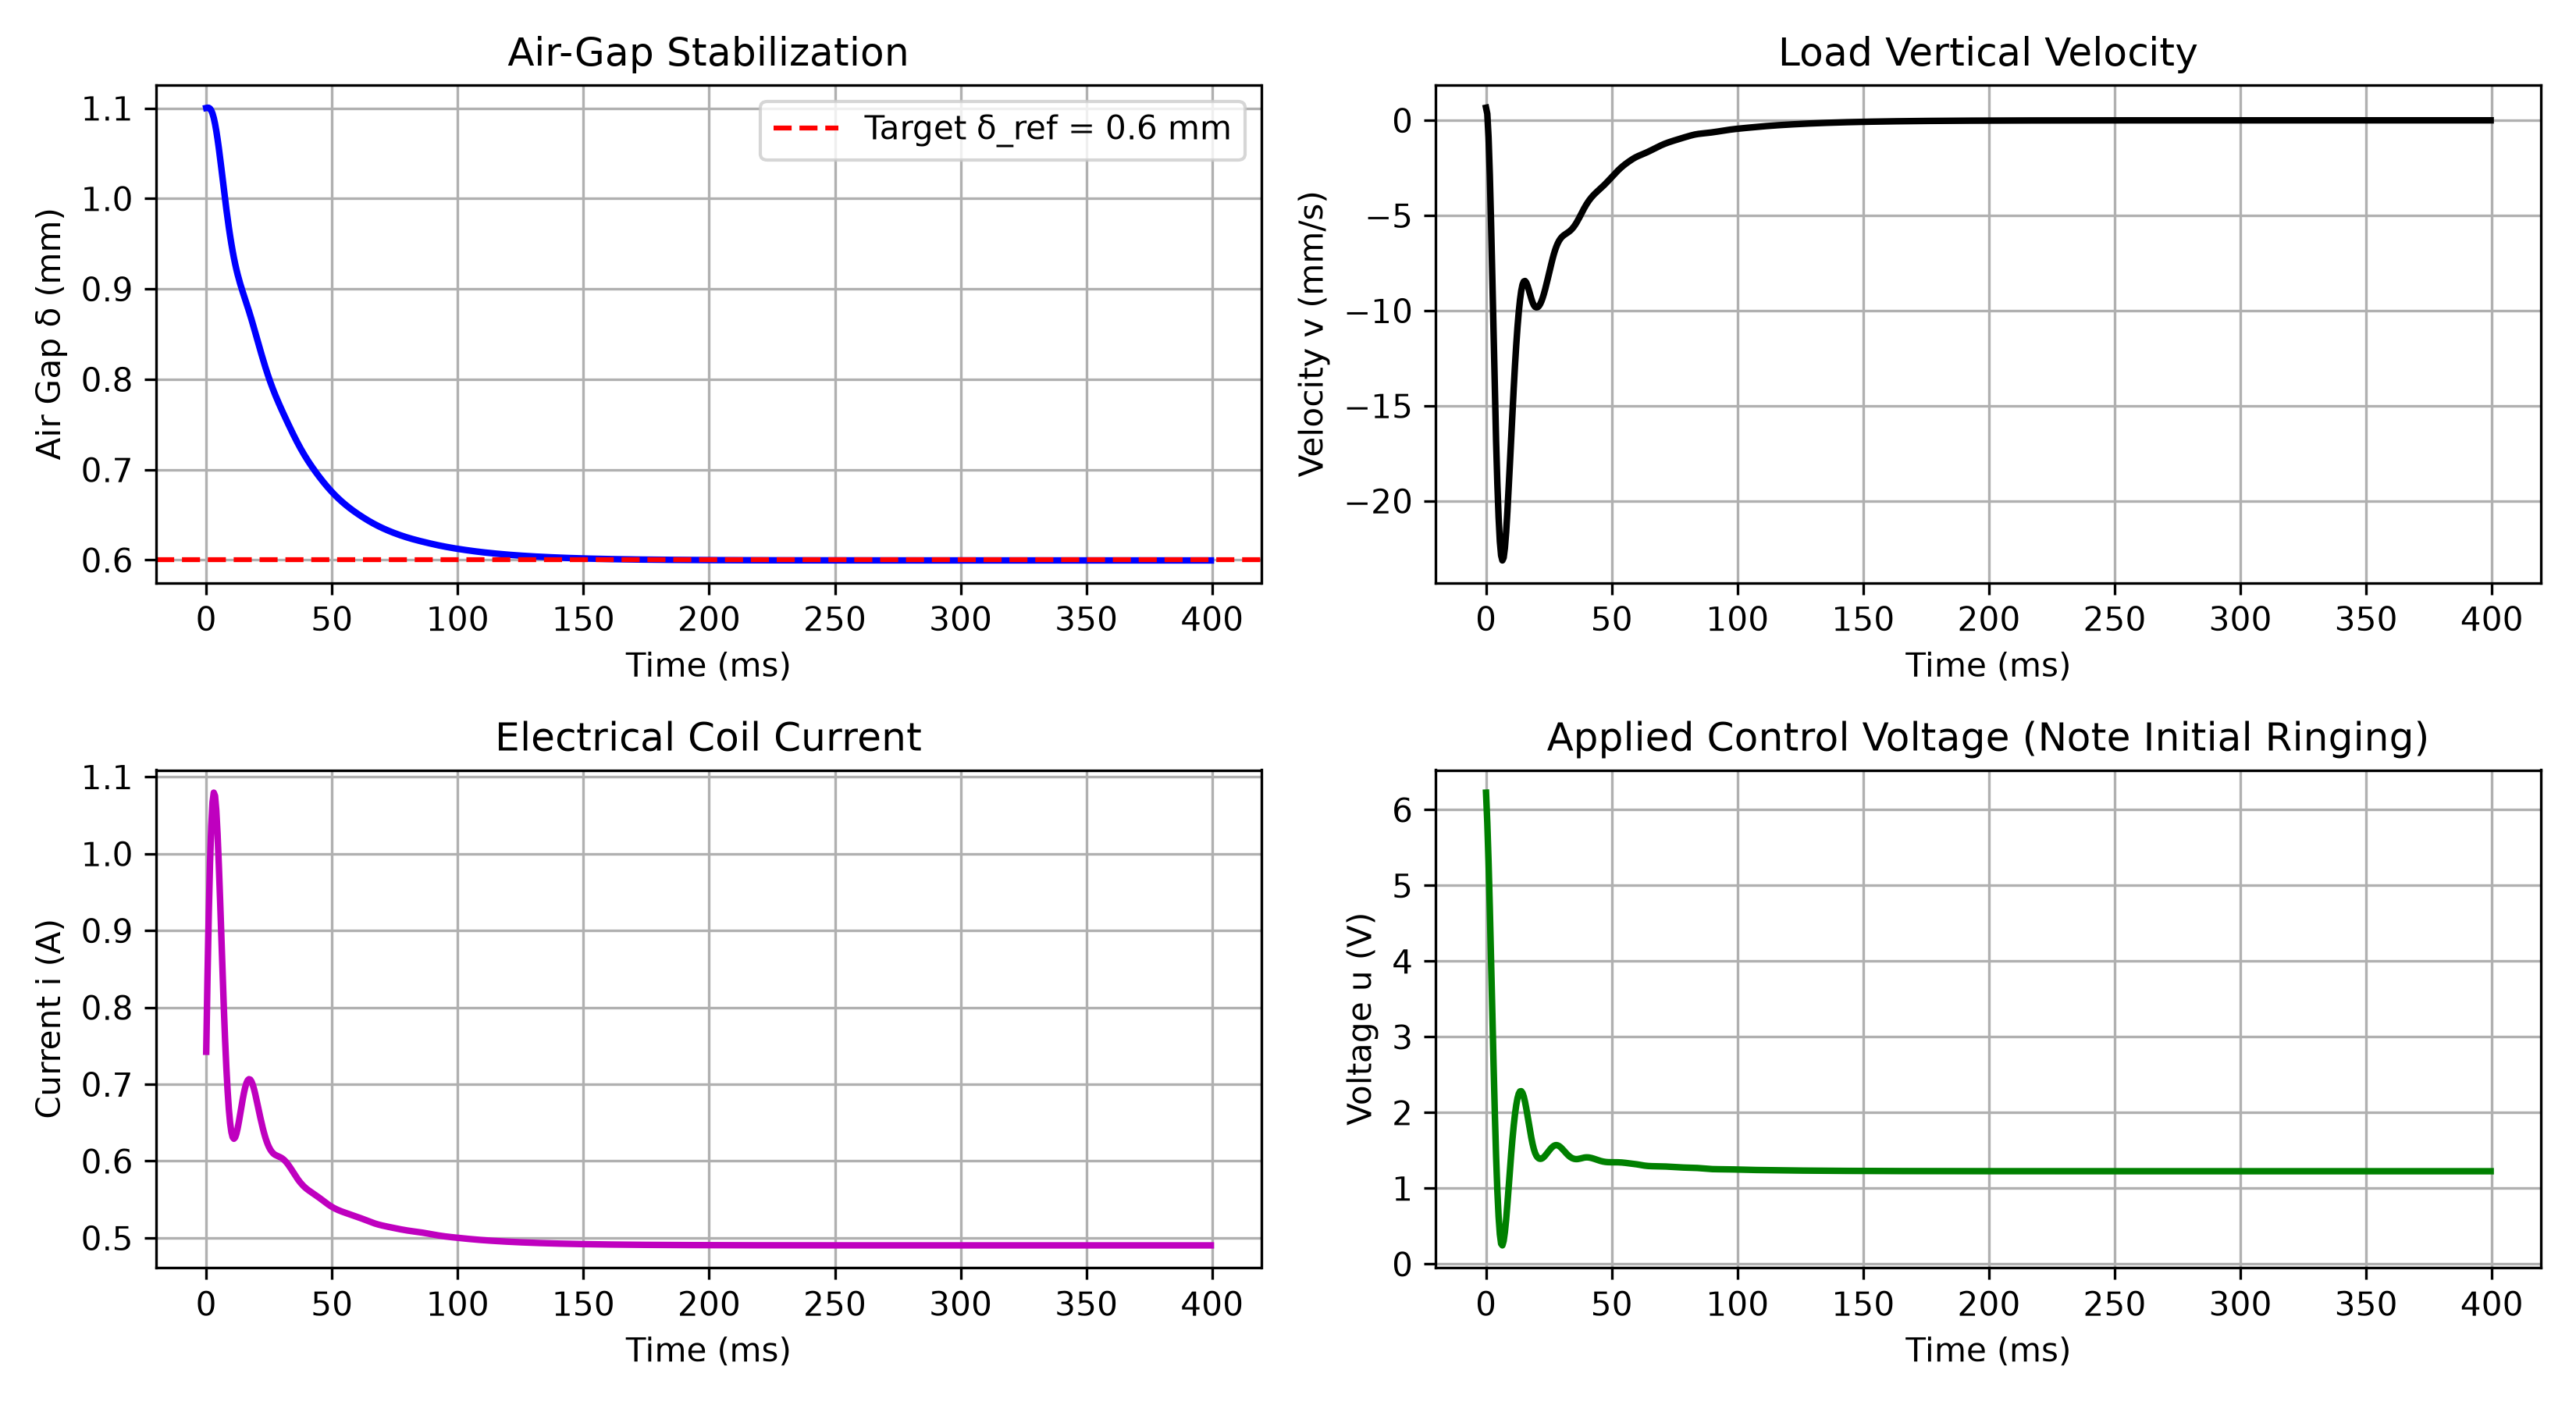 Air-Gap Stabilization
Air Gap δ (mm)
1.1
1.0
0.9
0.8
0.7
0.6
Target δ_ref = 0.6 mm
0 50 100 150 200 250 300 350 400
Time (ms)
Load Vertical Velocity
Velocity v (mm/s)
0
−5
−10
−15
−20
0 50 100 150 200 250 300 350 400
Time (ms)
Electrical Coil Current
Current i (A)
1.1
1.0
0.9
0.8
0.7
0.6
0.5
0 50 100 150 200 250 300 350 400
Time (ms)
Applied Control Voltage (Note Initial Ringing)
Voltage u (V)
6
5
4
3
2
1
0
0 50 100 150 200 250 300 350 400
Time (ms)